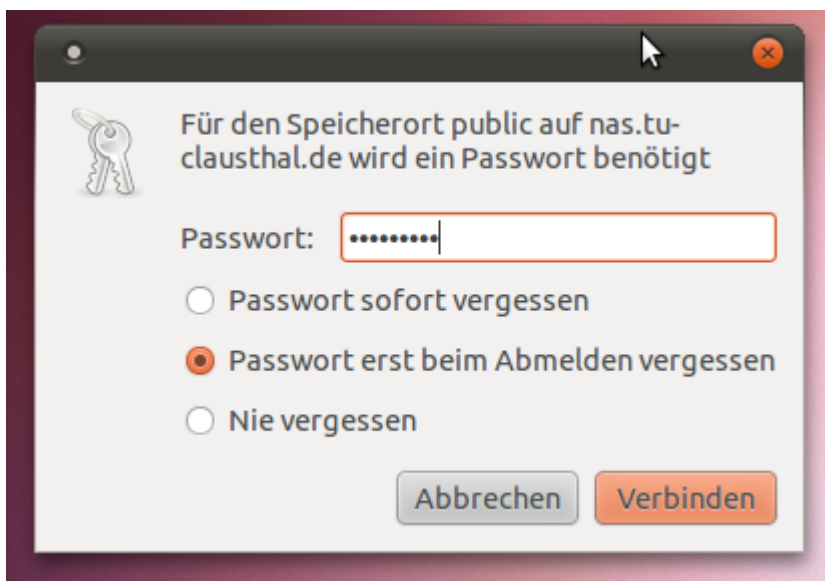 Für den Speicherort public auf nas.tu-
clausthal.de wird ein Passwort benötigt
Passwort: •••••••••
Passwort sofort vergessen
Passwort erst beim Abmelden vergessen
Nie vergessen
Abbrechen Verbinden